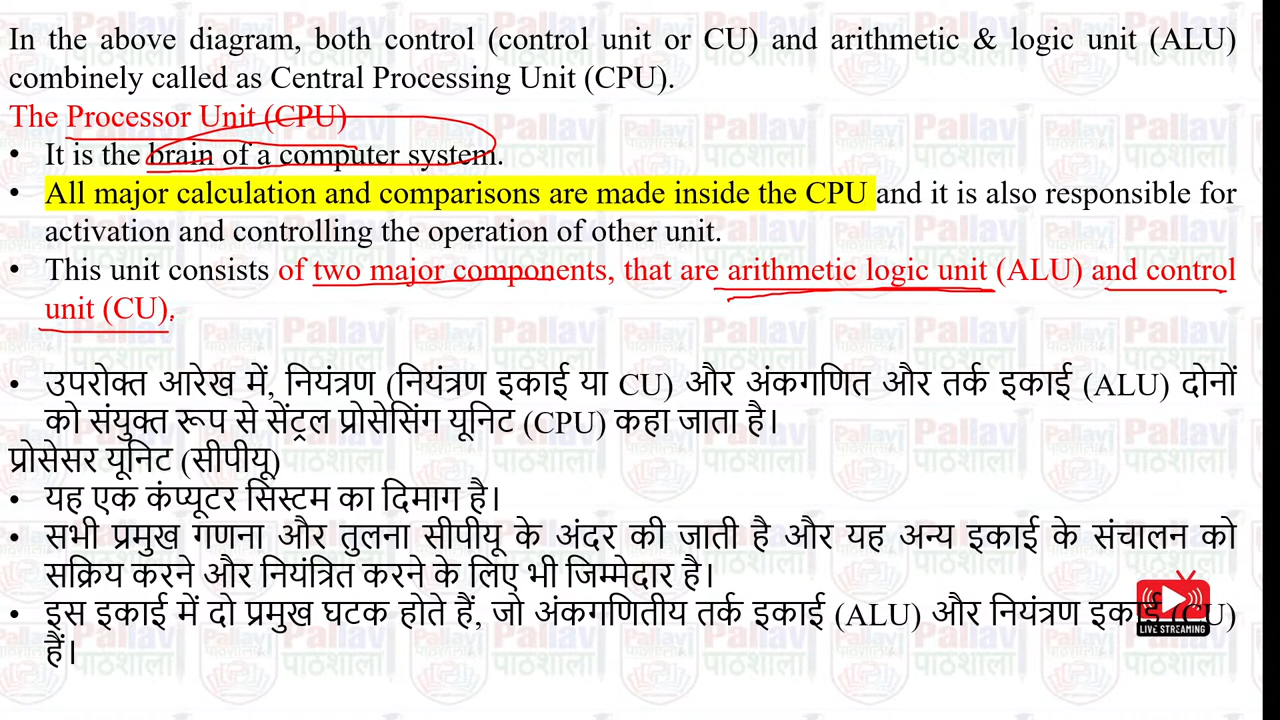 In the above diagram, both control (control unit or CU) and arithmetic & logic unit (ALU)
combinely called as Central Processing Unit (CPU).
The Processor Unit (CPU)
• It is the brain of a computer system.
• All major calculation and comparisons are made inside the CPU and it is also responsible for
activation and controlling the operation of other unit.
• This unit consists of two major components, that are arithmetic logic unit (ALU) and control
unit (CU).
• उपरोक्त आरेख में, नियंत्रण (नियंत्रण इकाई या CU) और अंकगणित और तर्क इकाई (ALU) दोनों
को संयुक्त रूप से सेंट्रल प्रोसेसिंग यूनिट (CPU) कहा जाता है।
प्रोसेसर यूनिट (सीपीयू)
• यह एक कंप्यूटर सिस्टम का दिमाग है।
• सभी प्रमुख गणना और तुलना सीपीयू के अंदर की जाती है और यह अन्य इकाई के संचालन को
सक्रिय करने और नियंत्रित करने के लिए भी जिम्मेदार है।
• इस इकाई में दो प्रमुख घटक होते हैं, जो अंकगणितीय तर्क इकाई (ALU) और नियंत्रण इकाई (CU)
हैं।
LIVE STREAMING